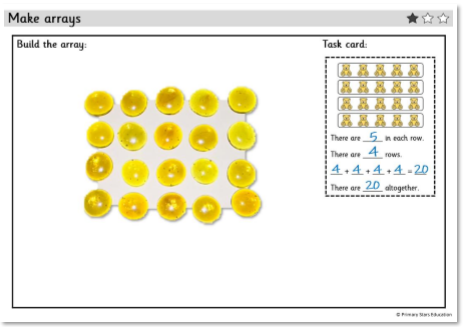 Make arrays
Build the array:
Task card:
There are 5 in each row.
There are 4 rows.
4 + 4 + 4 + 4 = 20
There are 20 altogether.
© Primary Stars Education